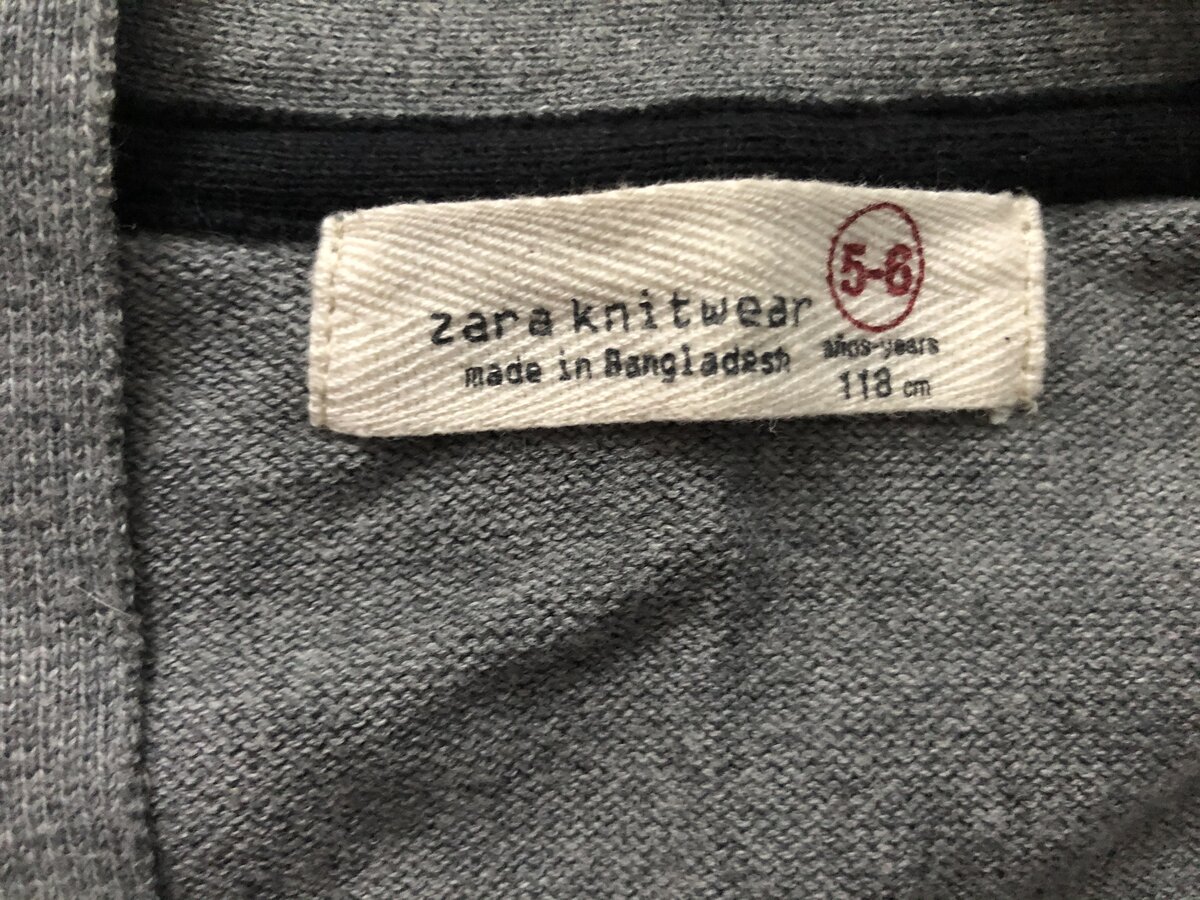 zara knitwear
made in Bangladesh
5-6
años-years
118 cm